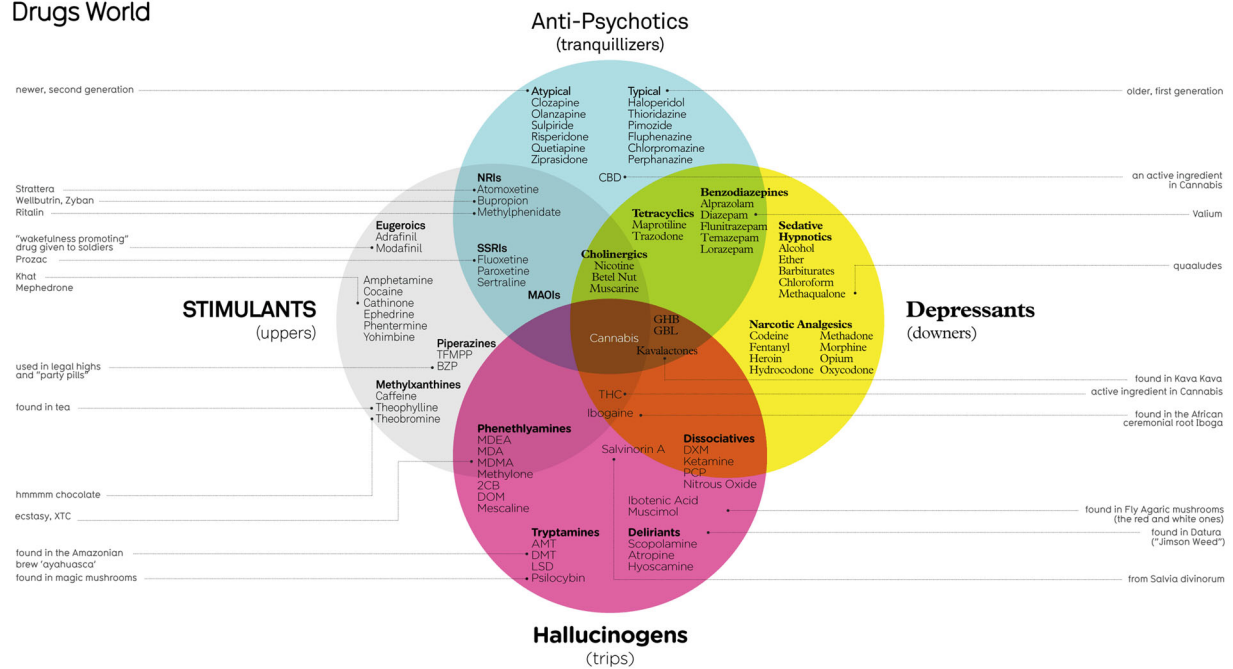 Drugs World
Anti-Psychotics
(tranquillizers)
newer, second generation
Atypical
Clozapine
Olanzapine
Sulpiride
Risperidone
Quetiapine
Ziprasidone
Typical
Haloperidol
Thioridazine
Pimozide
Fluphenazine
Chlorpromazine
Perphanazine
older, first generation
CBD
an active ingredient
in Cannabis
Strattera
Wellbutrin, Zyban
Ritalin
NRIs
Atomoxetine
Bupropion
Methylphenidate
Benzodiazepines
Alprazolam
Diazepam
Flunitrazepam
Temazepam
Lorazepam
Valium
Tetracyclics
Maprotiline
Trazodone
Eugeroics
Adrafinil
Modafinil
"wakefulness promoting"
drug given to soldiers
Prozac
SSRIs
Fluoxetine
Paroxetine
Sertraline
MAOIs
Cholinergics
Nicotine
Betel Nut
Muscarine
Sedative
Hypnotics
Alcohol
Ether
Barbiturates
Chloroform
Methaqualone
quaaludes
Khat
Mephedrone
Amphetamine
Cocaine
Cathinone
Ephedrine
Phentermine
Yohimbine
STIMULANTS
(uppers)
Depressants
(downers)
GHB
GBL
Cannabis
Kavalactones
Narcotic Analgesics
Codeine
Fentanyl
Heroin
Hydrocodone
Methadone
Morphine
Opium
Oxycodone
Piperazines
TFMPP
BZP
used in legal highs
and "party pills"
found in Kava Kava
Methylxanthines
Caffeine
Theophylline
Theobromine
found in tea
THC
active ingredient in Cannabis
Ibogaine
found in the African
ceremonial root Iboga
Phenethlyamines
MDEA
MDA
MDMA
Methylone
2CB
DOM
Mescaline
Salvinorin A
Dissociatives
DXM
Ketamine
PCP
Nitrous Oxide
hmmmm chocolate
ecstasy, XTC
Ibotenic Acid
Muscimol
found in Fly Agaric mushrooms
(the red and white ones)
Tryptamines
AMT
DMT
LSD
Psilocybin
Deliriants
Scopolamine
Atropine
Hyoscamine
found in Datura
("Jimson Weed")
found in the Amazonian
brew 'ayahuasca'
found in magic mushrooms
from Salvia divinorum
Hallucinogens
(trips)